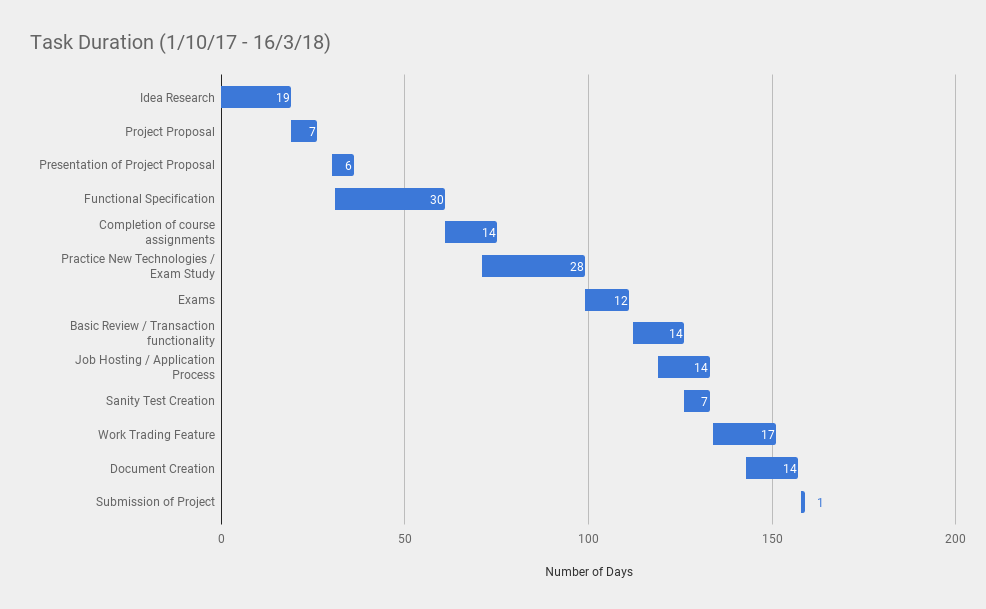 Task Duration (1/10/17 - 16/3/18)
Idea Research
19
Project Proposal
7
Presentation of Project Proposal
6
Functional Specification
30
Completion of course
assignments
14
Practice New Technologies /
Exam Study
28
Exams
12
Basic Review / Transaction
functionality
14
Job Hosting / Application
Process
14
Sanity Test Creation
7
Work Trading Feature
17
Document Creation
14
Submission of Project
1
0 50 100 150 200
Number of Days